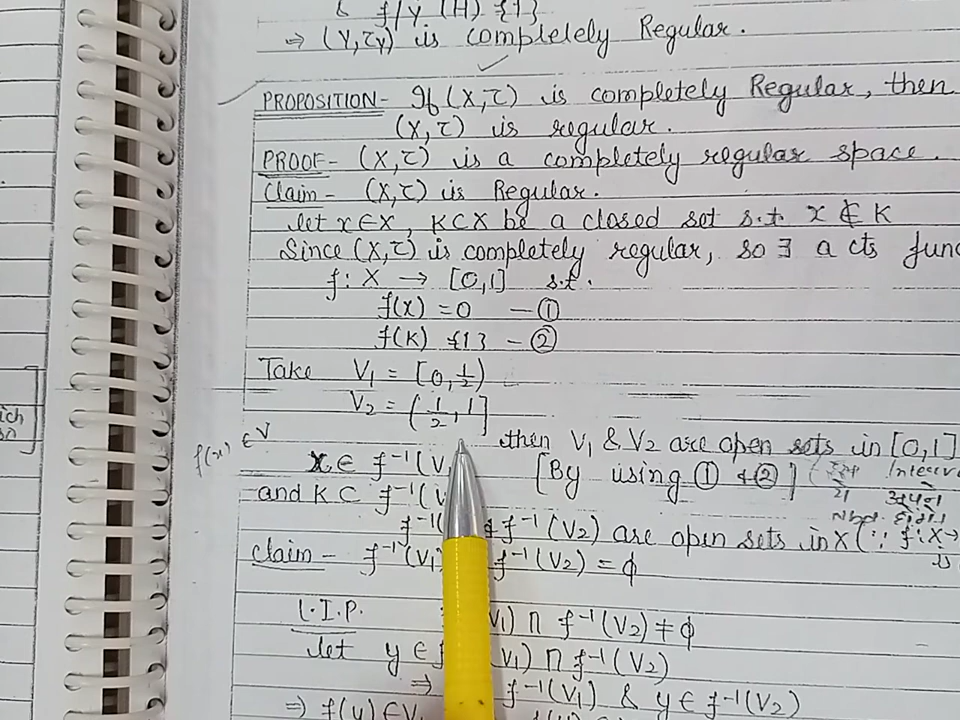 & f/Y (H) {1}
⇒ (Y,τY) is completely Regular.
PROPOSITION- If (X,τ) is completely Regular, then
(X,τ) is regular.
PROOF- (X,τ) is a completely regular space.
Claim- (X,τ) is Regular.
let x∈X, K⊂X be a closed set s.t. x∉K
Since (X,τ) is completely regular, so ∃ a cts func
f: X → [0,1] s.t.
f(x) = 0 — ①
f(K) {1} — ②
Take V₁ = [0,½)
V₂ = (½,1]
then V₁ & V₂ are open sets in [0,1]
f(x) ∈ V
x ∈ f⁻¹(V₁ [By using ① & ②]
and K ⊂ f⁻¹(V
f⁻¹( & f⁻¹(V₂) are open sets in X (∵ f:X→
is
Claim- f⁻¹(V₁ f⁻¹(V₂) = φ
I.I.P. V₁) ∩ f⁻¹(V₂) ≠ φ
let y ∈ f V₁) ∩ f⁻¹(V₂)
⇒ f⁻¹(V₁) & y ∈ f⁻¹(V₂)
⇒ f(y) ∈ V₁